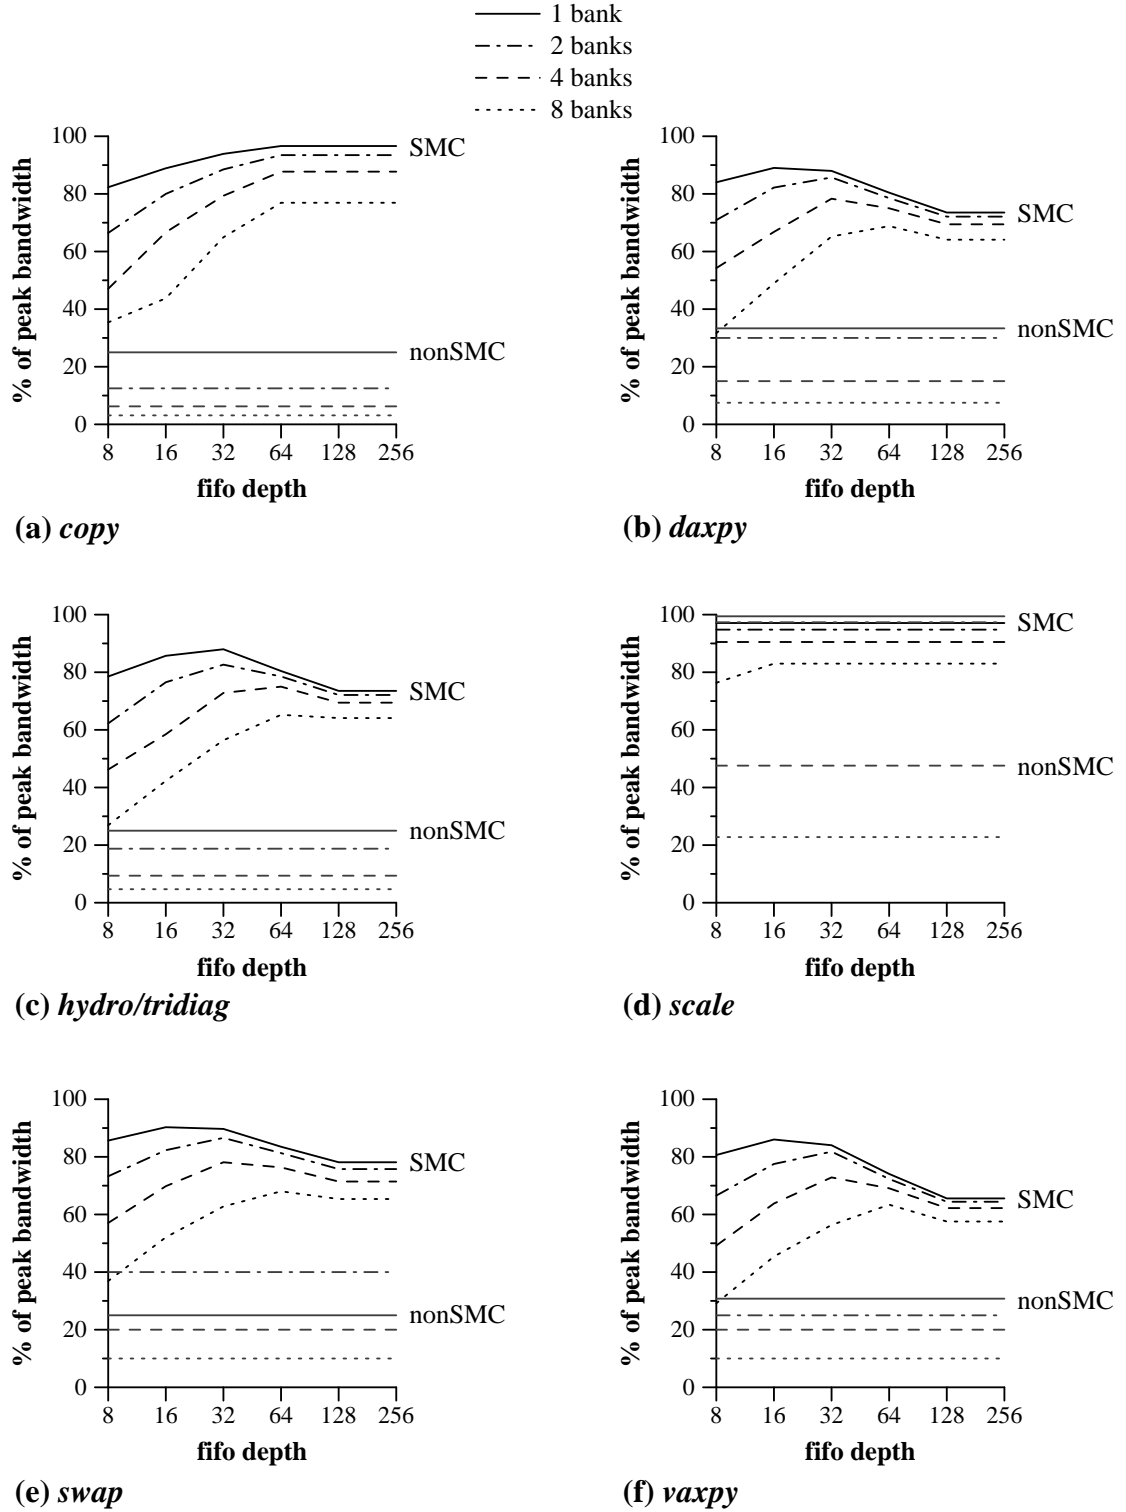 1 bank
2 banks
4 banks
8 banks
% of peak bandwidth
100
80
60
40
20
0
SMC
nonSMC
8 16 32 64 128 256
fifo depth
(a) copy
% of peak bandwidth
100
80
60
40
20
0
SMC
nonSMC
8 16 32 64 128 256
fifo depth
(b) daxpy
% of peak bandwidth
100
80
60
40
20
0
SMC
nonSMC
8 16 32 64 128 256
fifo depth
(c) hydro/tridiag
% of peak bandwidth
100
80
60
40
20
0
SMC
nonSMC
8 16 32 64 128 256
fifo depth
(d) scale
% of peak bandwidth
100
80
60
40
20
0
SMC
nonSMC
8 16 32 64 128 256
fifo depth
(e) swap
% of peak bandwidth
100
80
60
40
20
0
SMC
nonSMC
8 16 32 64 128 256
fifo depth
(f) vaxpy